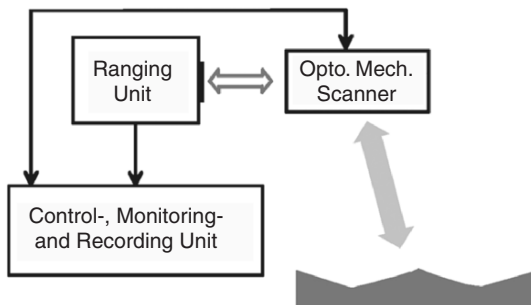 Ranging
Unit
Opto. Mech.
Scanner
Control-, Monitoring-
and Recording Unit